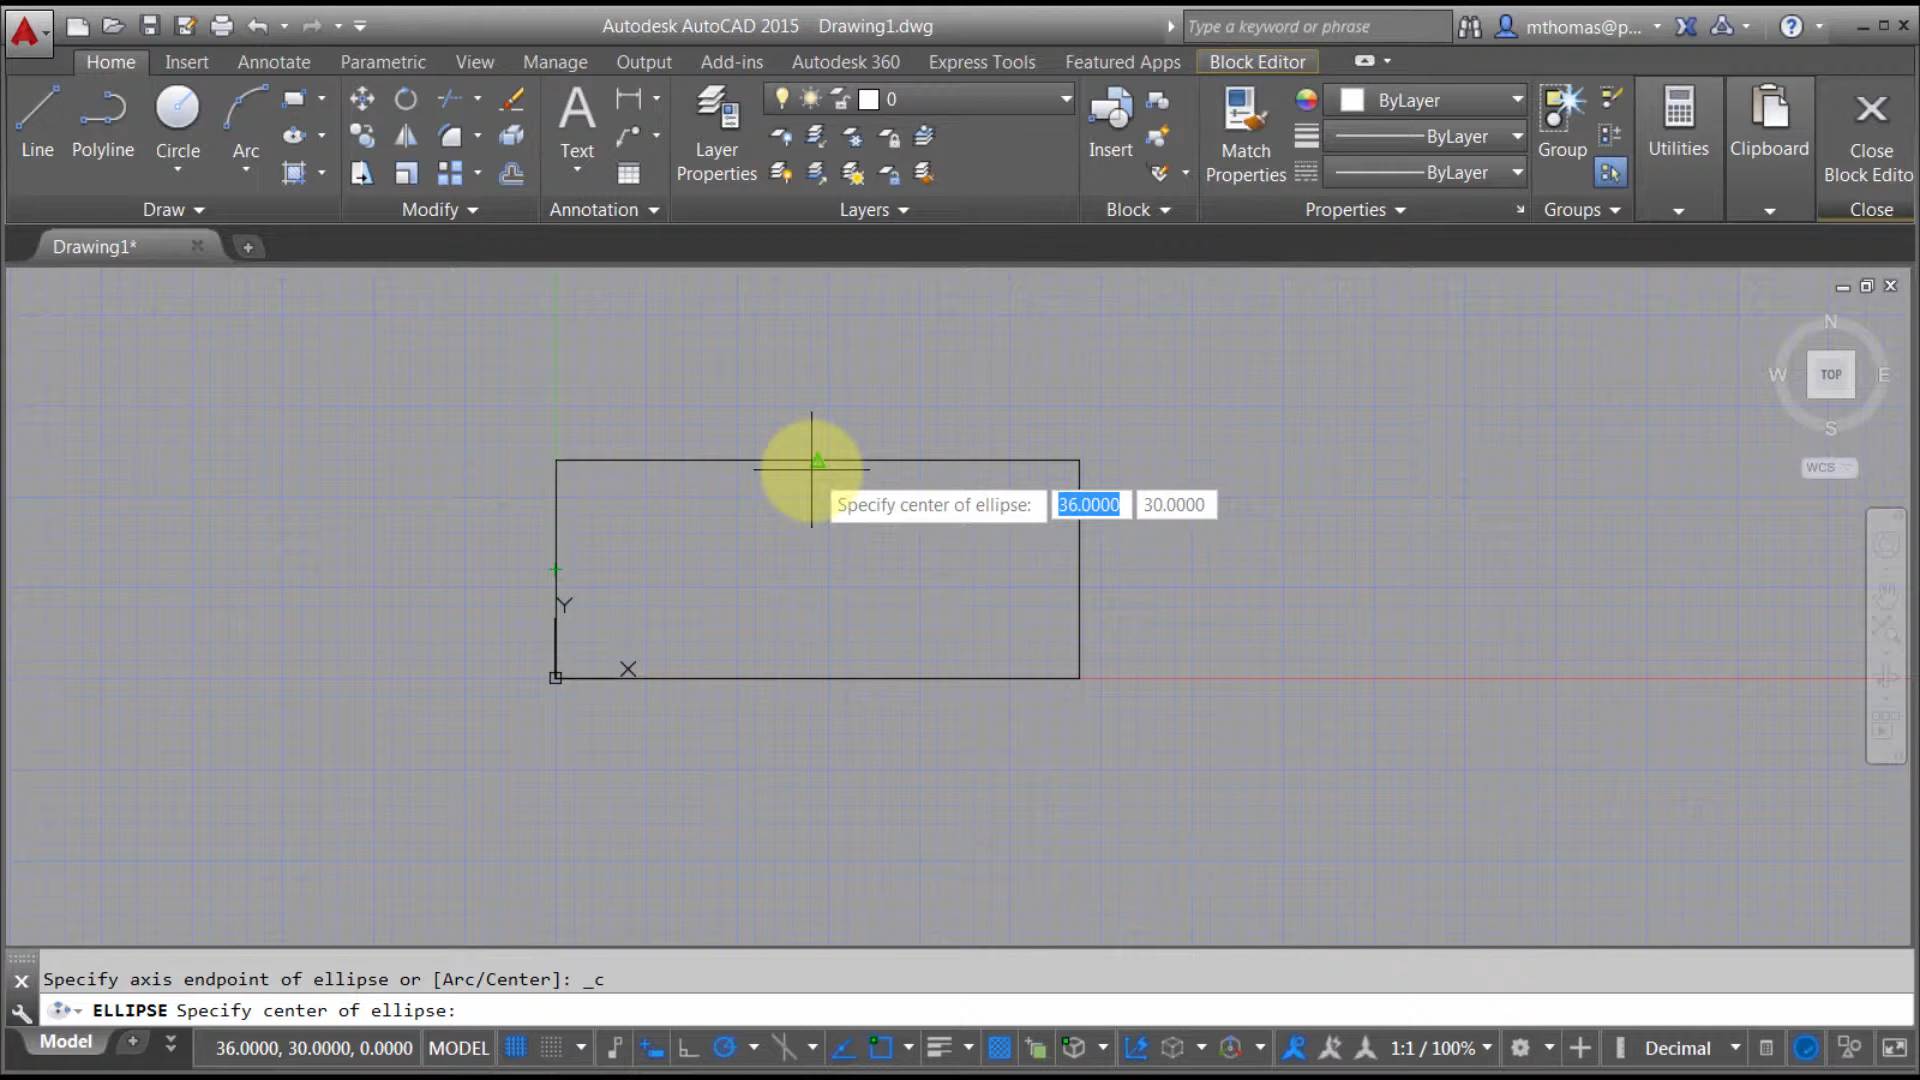 Autodesk AutoCAD 2015 Drawing1.dwg
Type a keyword or phrase
mthomas@p...
Home Insert Annotate Parametric View Manage Output Add-ins Autodesk 360 Express Tools Featured Apps Block Editor
Line Polyline Circle Arc
Draw
Modify
A
Text
Annotation
Layer
Properties
0
Layers
Insert
Block
Match
Properties
ByLayer
ByLayer
ByLayer
Properties
Group
Groups
Utilities
Clipboard
Close
Block Edito
Close
Drawing1*
N
W TOP E
S
WCS
Specify center of ellipse: 36.0000 30.0000
Y
X
Specify axis endpoint of ellipse or [Arc/Center]: _c
ELLIPSE Specify center of ellipse:
Model
36.0000, 30.0000, 0.0000 MODEL 1:1 / 100% Decimal